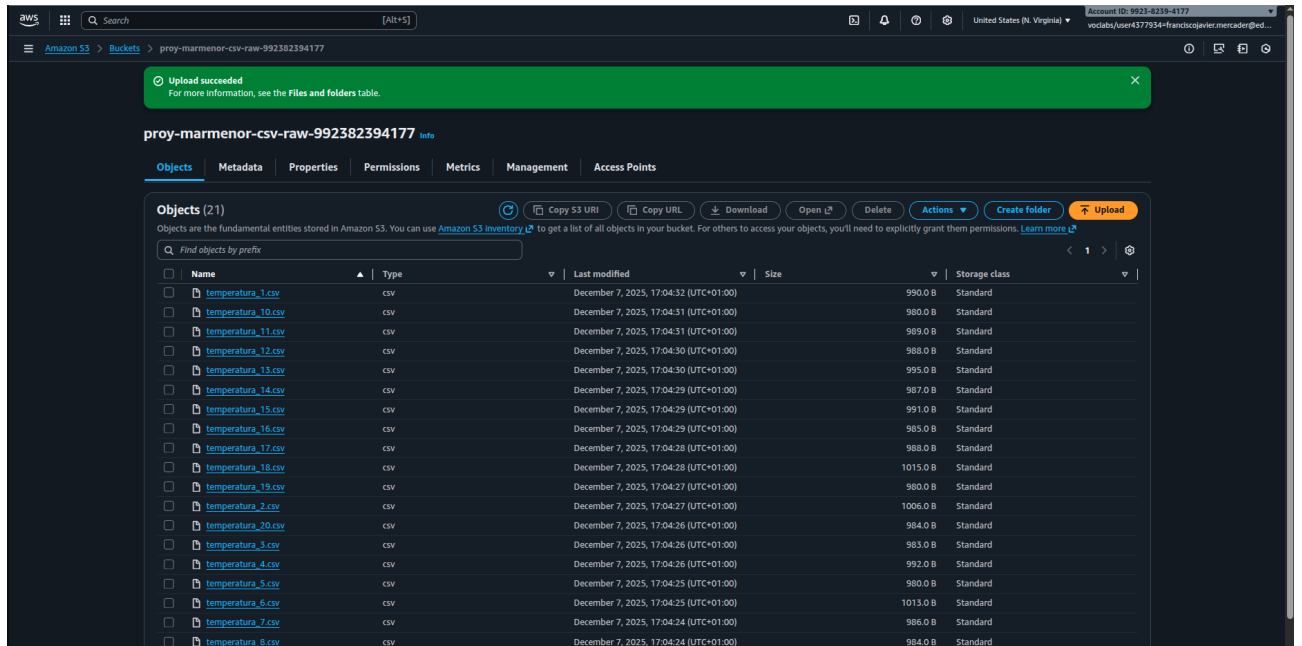 aws
Search
[Alt+S]
United States (N. Virginia)
Account ID: 9923-8239-4177
voclabs/user4377934=franciscojavier.mercader@ed...
Amazon S3 > Buckets > proy-marmenor-csv-raw-992382394177
Upload succeeded
For more information, see the Files and folders table.
proy-marmenor-csv-raw-992382394177 Info
Objects Metadata Properties Permissions Metrics Management Access Points
Objects (21) Copy S3 URI Copy URL Download Open Delete Actions Create folder Upload
Objects are the fundamental entities stored in Amazon S3. You can use Amazon S3 inventory to get a list of all objects in your bucket. For others to access your objects, you'll need to explicitly grant them permissions. Learn more
Find objects by prefix
1
Name Type Last modified Size Storage class
temperatura_1.csv csv December 7, 2025, 17:04:32 (UTC+01:00) 990.0 B Standard
temperatura_10.csv csv December 7, 2025, 17:04:31 (UTC+01:00) 980.0 B Standard
temperatura_11.csv csv December 7, 2025, 17:04:31 (UTC+01:00) 989.0 B Standard
temperatura_12.csv csv December 7, 2025, 17:04:30 (UTC+01:00) 988.0 B Standard
temperatura_13.csv csv December 7, 2025, 17:04:30 (UTC+01:00) 995.0 B Standard
temperatura_14.csv csv December 7, 2025, 17:04:29 (UTC+01:00) 987.0 B Standard
temperatura_15.csv csv December 7, 2025, 17:04:29 (UTC+01:00) 991.0 B Standard
temperatura_16.csv csv December 7, 2025, 17:04:29 (UTC+01:00) 985.0 B Standard
temperatura_17.csv csv December 7, 2025, 17:04:28 (UTC+01:00) 988.0 B Standard
temperatura_18.csv csv December 7, 2025, 17:04:28 (UTC+01:00) 1015.0 B Standard
temperatura_19.csv csv December 7, 2025, 17:04:27 (UTC+01:00) 980.0 B Standard
temperatura_2.csv csv December 7, 2025, 17:04:27 (UTC+01:00) 1006.0 B Standard
temperatura_20.csv csv December 7, 2025, 17:04:26 (UTC+01:00) 984.0 B Standard
temperatura_3.csv csv December 7, 2025, 17:04:26 (UTC+01:00) 983.0 B Standard
temperatura_4.csv csv December 7, 2025, 17:04:26 (UTC+01:00) 992.0 B Standard
temperatura_5.csv csv December 7, 2025, 17:04:25 (UTC+01:00) 980.0 B Standard
temperatura_6.csv csv December 7, 2025, 17:04:25 (UTC+01:00) 1013.0 B Standard
temperatura_7.csv csv December 7, 2025, 17:04:24 (UTC+01:00) 986.0 B Standard
temperatura_8.csv csv December 7, 2025, 17:04:24 (UTC+01:00) 984.0 B Standard